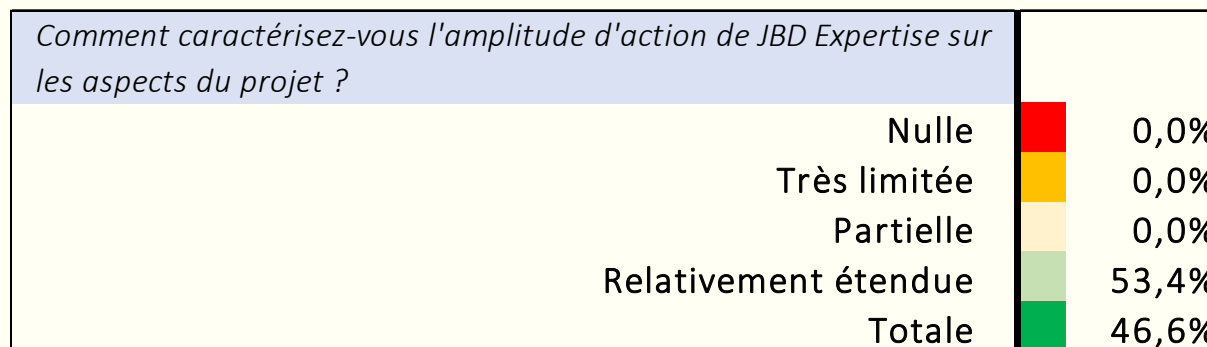 Comment caractérisez-vous l'amplitude d'action de JBD Expertise sur
les aspects du projet ?
Nulle 0,0%
Très limitée 0,0%
Partielle 0,0%
Relativement étendue 53,4%
Totale 46,6%